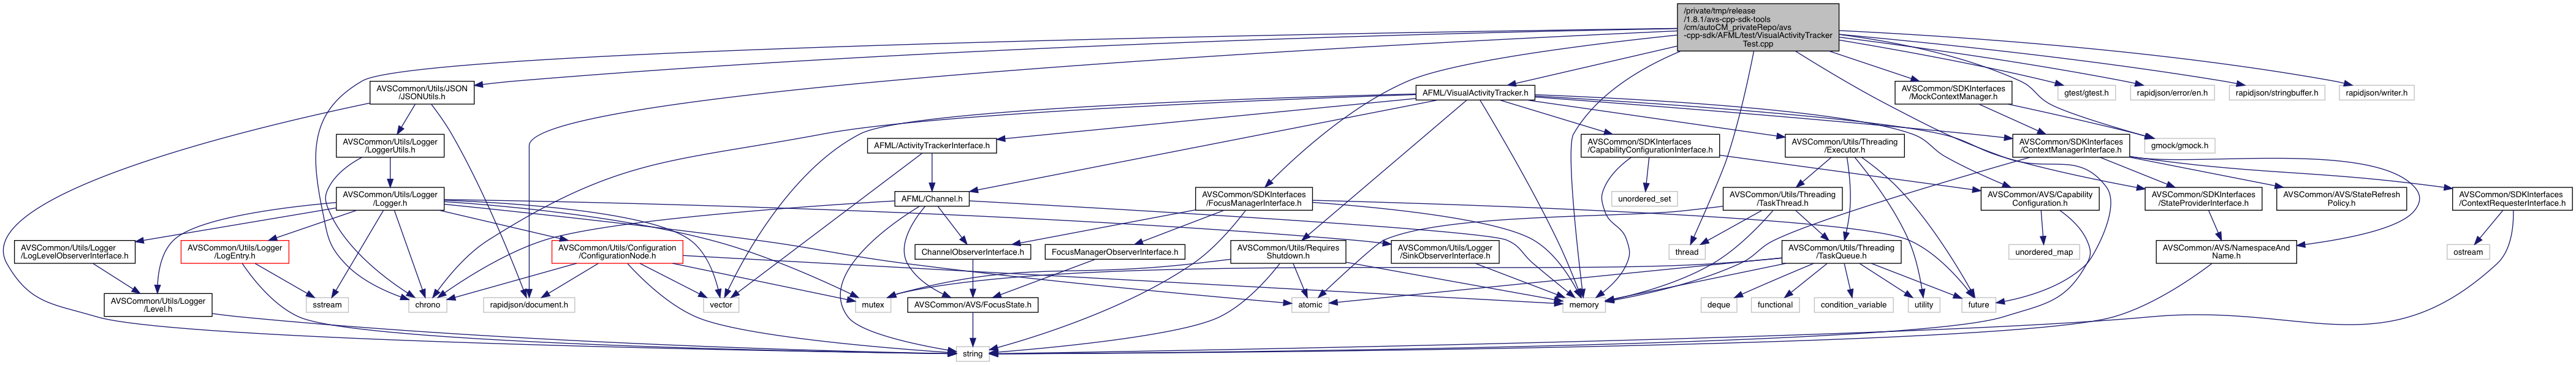 /private/tmp/release
/1.8.1/avs-cpp-sdk-tools
/cm/autoCM_privateRepo/avs
-cpp-sdk/AFML/test/VisualActivityTracker
Test.cpp
AVSCommon/Utils/JSON
/JSONUtils.h
AFML/VisualActivityTracker.h
AVSCommon/SDKInterfaces
/MockContextManager.h
gtest/gtest.h
rapidjson/error/en.h
rapidjson/stringbuffer.h
rapidjson/writer.h
AVSCommon/Utils/Logger
/LoggerUtils.h
AFML/ActivityTrackerInterface.h
AVSCommon/SDKInterfaces
/CapabilityConfigurationInterface.h
AVSCommon/Utils/Threading
/Executor.h
AVSCommon/SDKInterfaces
/ContextManagerInterface.h
gmock/gmock.h
AVSCommon/Utils/Logger
/Logger.h
AFML/Channel.h
AVSCommon/SDKInterfaces
/FocusManagerInterface.h
unordered_set
AVSCommon/Utils/Threading
/TaskThread.h
AVSCommon/AVS/Capability
Configuration.h
AVSCommon/SDKInterfaces
/StateProviderInterface.h
AVSCommon/AVS/StateRefresh
Policy.h
AVSCommon/SDKInterfaces
/ContextRequesterInterface.h
AVSCommon/Utils/Logger
/LogLevelObserverInterface.h
AVSCommon/Utils/Logger
/LogEntry.h
AVSCommon/Utils/Configuration
/ConfigurationNode.h
ChannelObserverInterface.h
FocusManagerObserverInterface.h
AVSCommon/Utils/Requires
Shutdown.h
AVSCommon/Utils/Logger
/SinkObserverInterface.h
thread
AVSCommon/Utils/Threading
/TaskQueue.h
unordered_map
AVSCommon/AVS/NamespaceAnd
Name.h
ostream
AVSCommon/Utils/Logger
/Level.h
sstream
chrono
rapidjson/document.h
vector
mutex
AVSCommon/AVS/FocusState.h
atomic
memory
deque
functional
condition_variable
utility
future
string